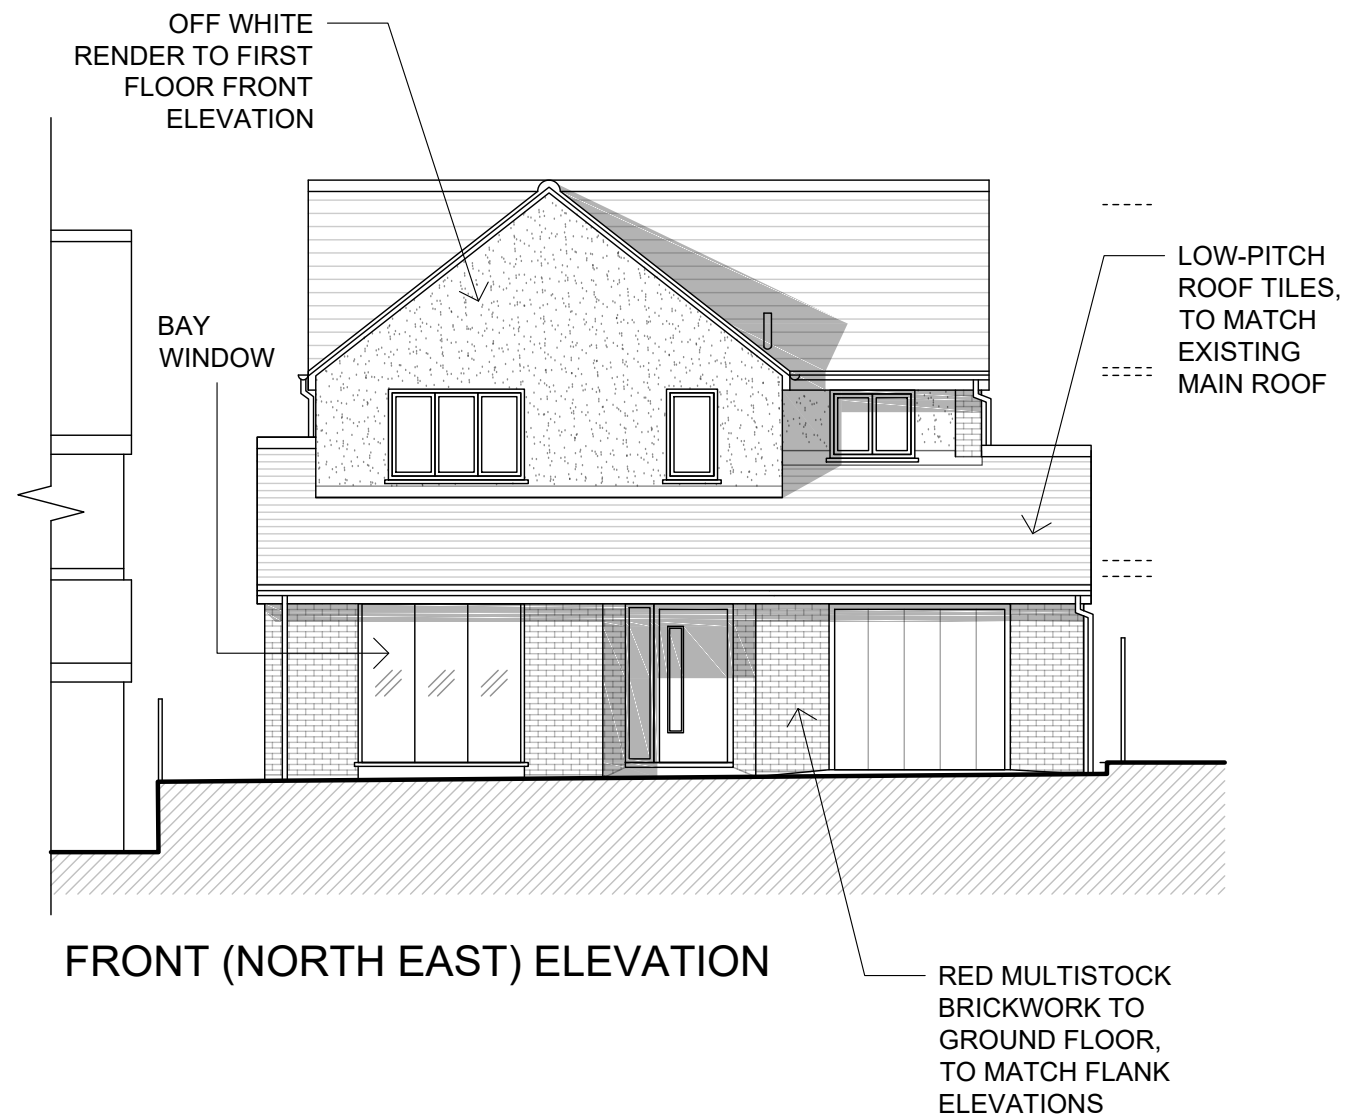 OFF WHITE
RENDER TO FIRST
FLOOR FRONT
ELEVATION
BAY
WINDOW
LOW-PITCH
ROOF TILES,
TO MATCH
EXISTING
MAIN ROOF
FRONT (NORTH EAST) ELEVATION
RED MULTISTOCK
BRICKWORK TO
GROUND FLOOR,
TO MATCH FLANK
ELEVATIONS